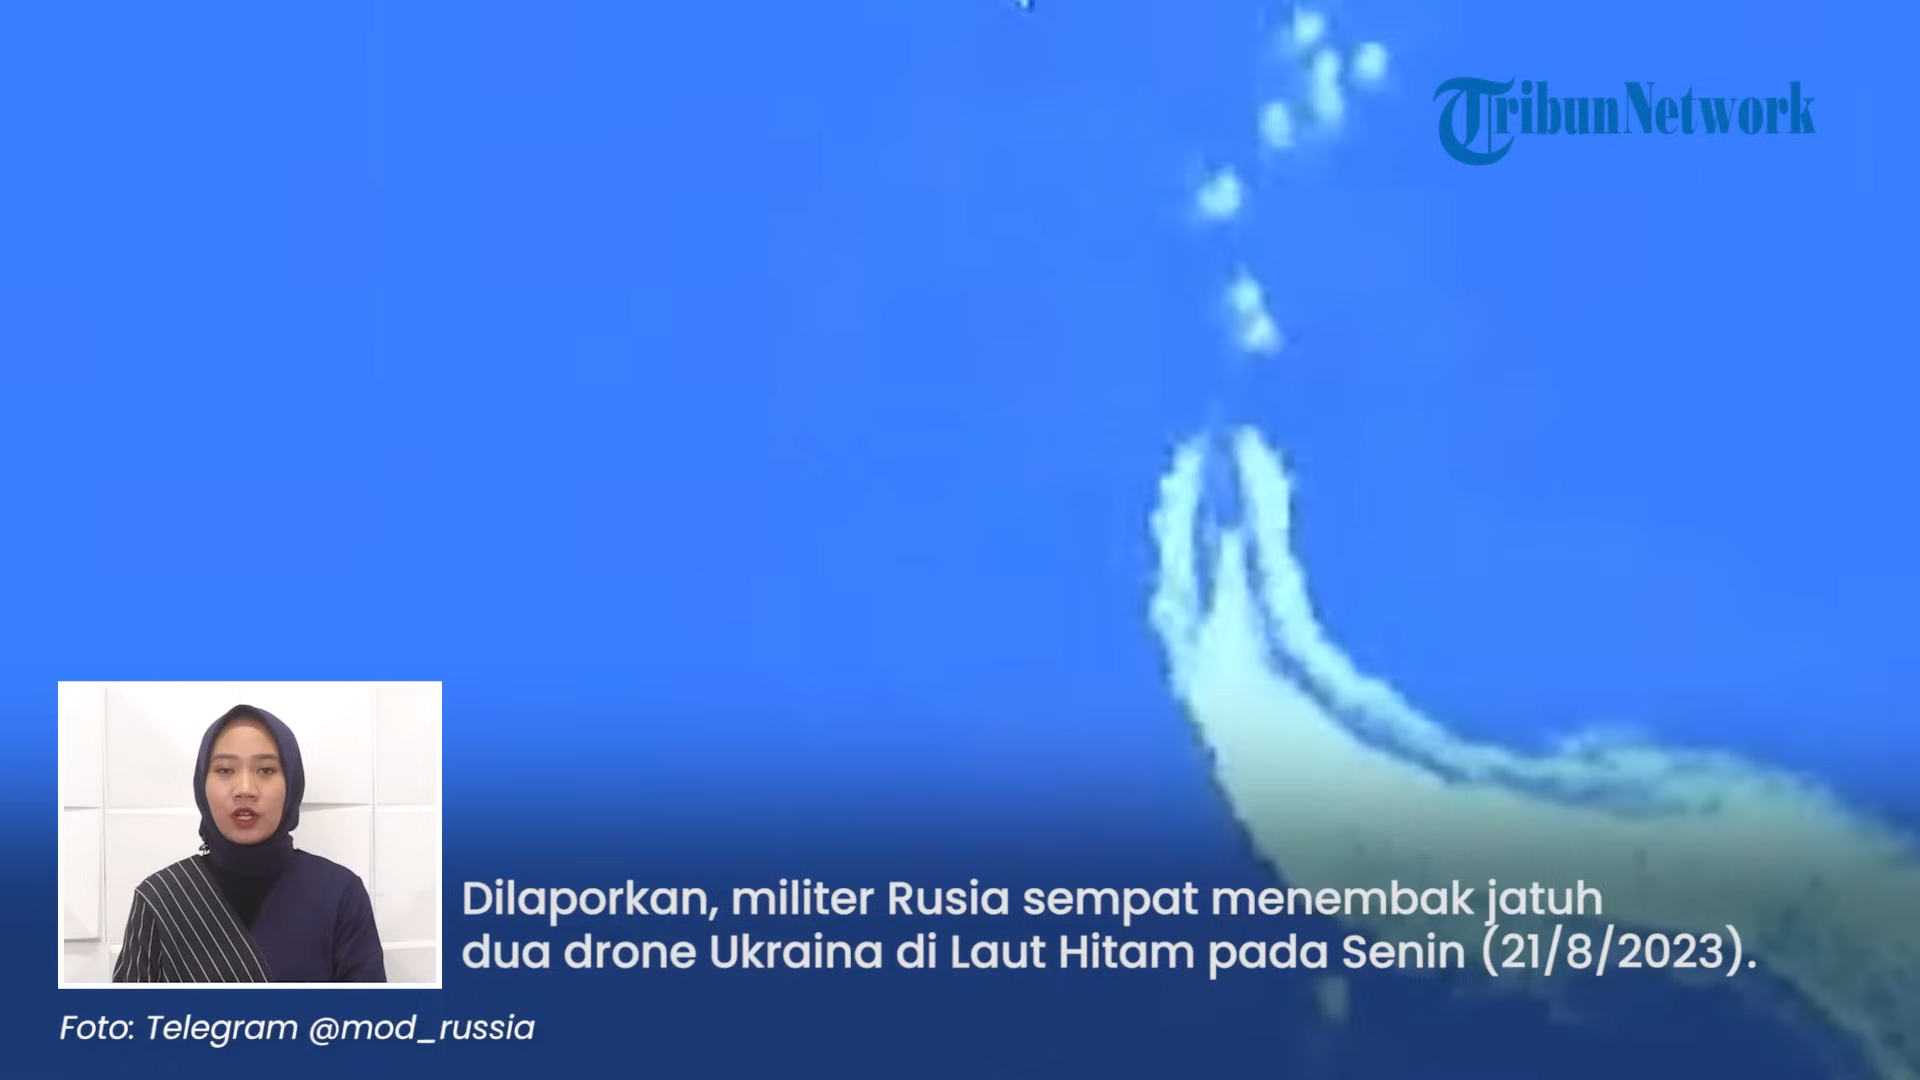 TribunNetwork
Dilaporkan, militer Rusia sempat menembak jatuh
dua drone Ukraina di Laut Hitam pada Senin (21/8/2023).
Foto: Telegram @mod_russia